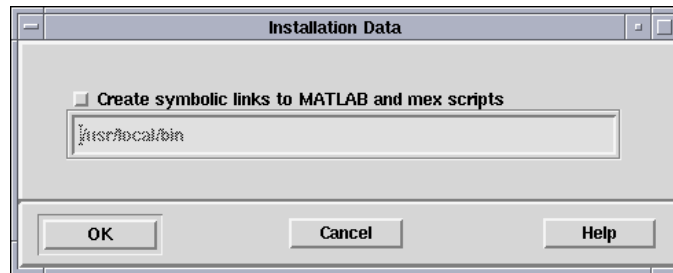 Installation Data
Create symbolic links to MATLAB and mex scripts
/usr/local/bin
OK Cancel Help